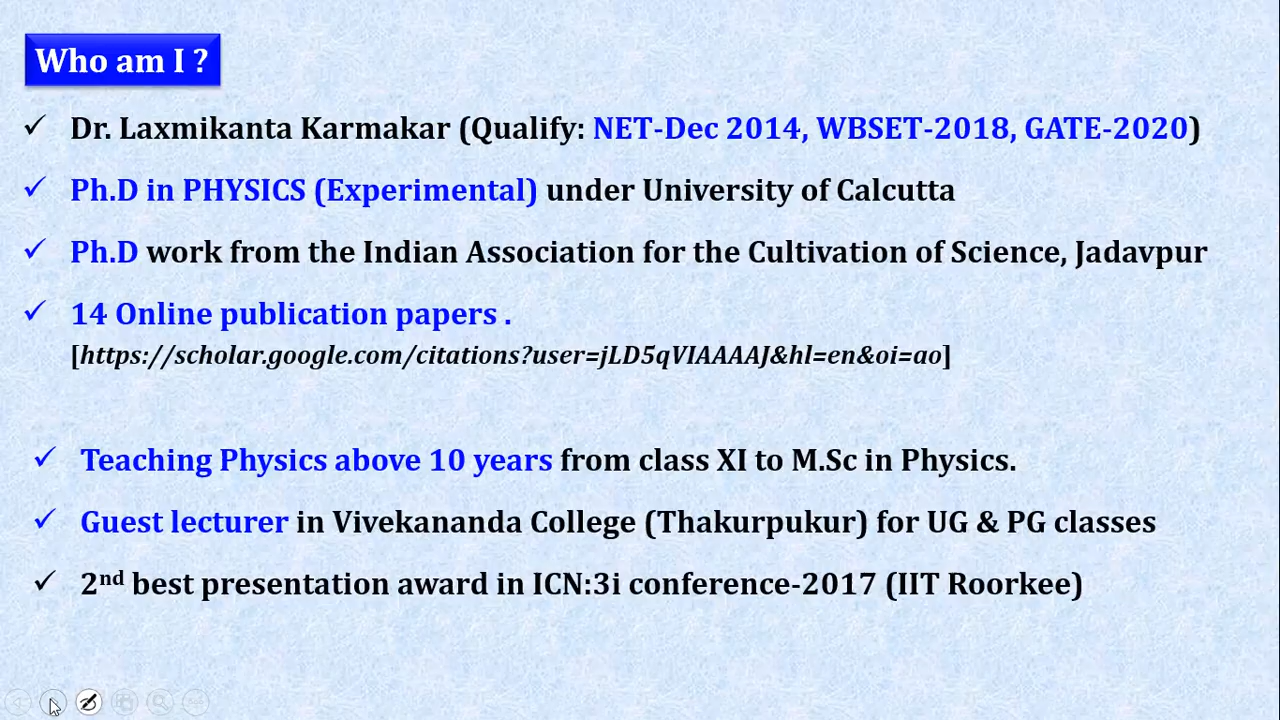 Who am I ?
✓ Dr. Laxmikanta Karmakar (Qualify: NET-Dec 2014, WBSET-2018, GATE-2020)
✓ Ph.D in PHYSICS (Experimental) under University of Calcutta
✓ Ph.D work from the Indian Association for the Cultivation of Science, Jadavpur
✓ 14 Online publication papers .
[https://scholar.google.com/citations?user=jLD5qVIAAAAJ&hl=en&oi=ao]
✓ Teaching Physics above 10 years from class XI to M.Sc in Physics.
✓ Guest lecturer in Vivekananda College (Thakurpukur) for UG & PG classes
✓ 2nd best presentation award in ICN:3i conference-2017 (IIT Roorkee)